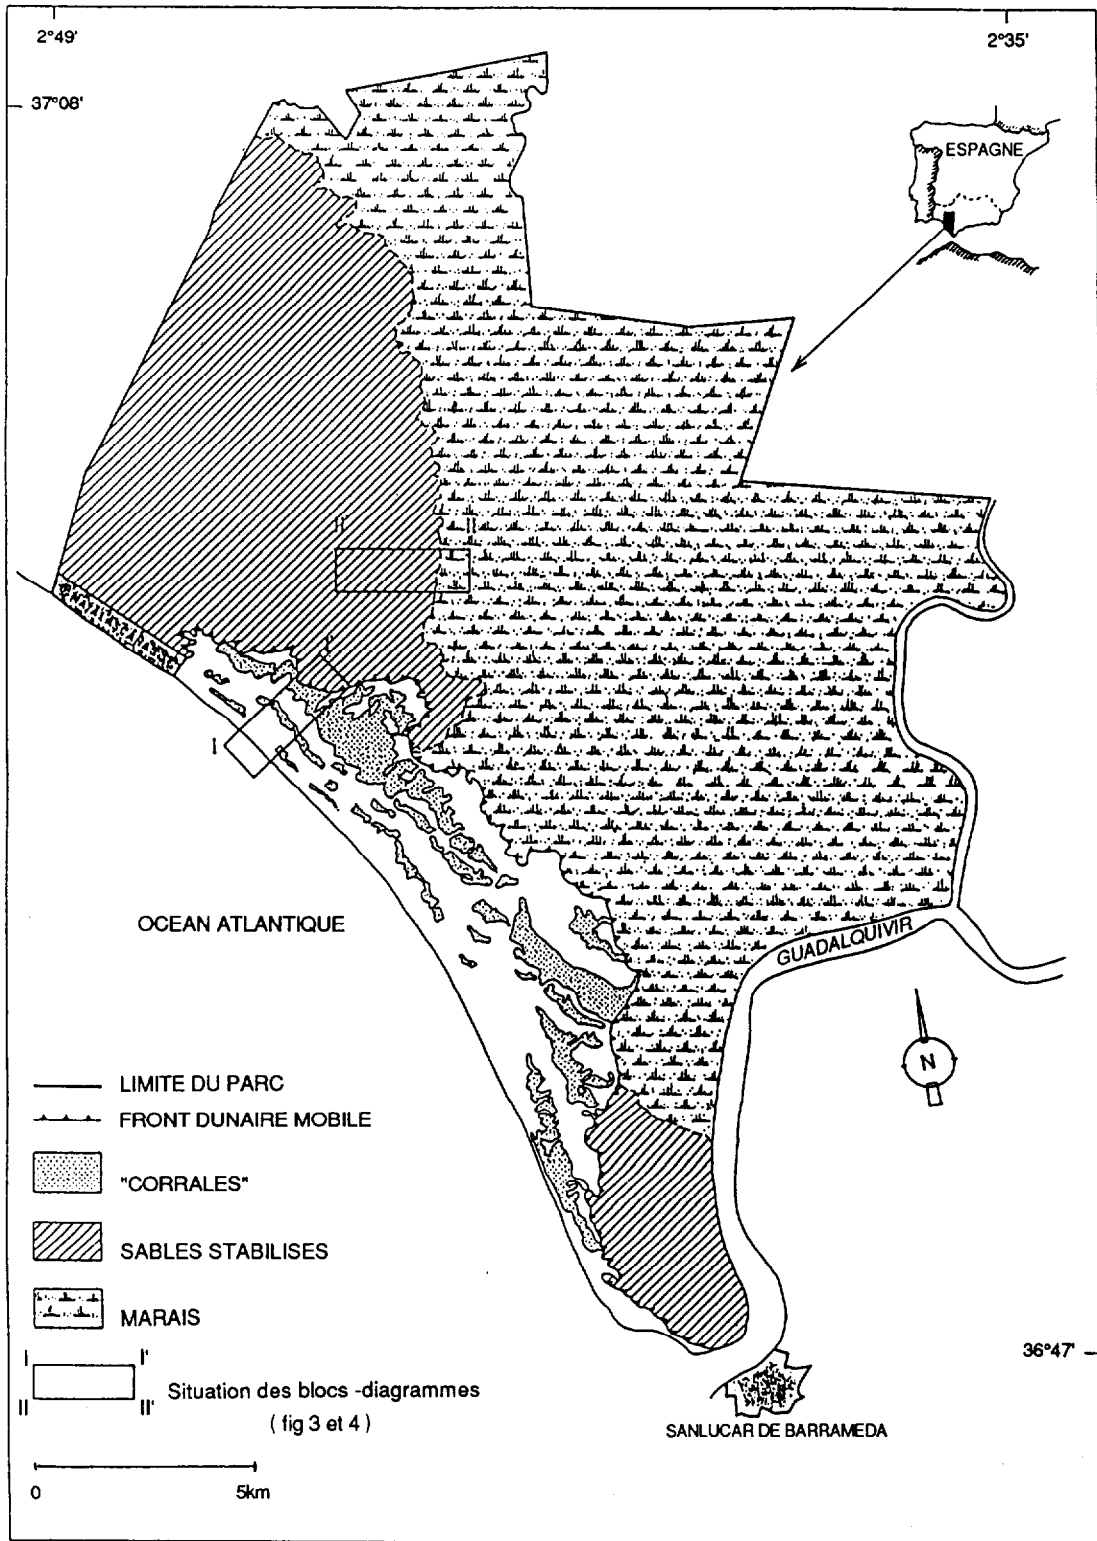 2°49'
2°35'
37°08'
ESPAGNE
II'
II
I'
I
OCEAN ATLANTIQUE
GUADALQUIVIR
N
LIMITE DU PARC
FRONT DUNAIRE MOBILE
"CORRALES"
SABLES STABILISES
MARAIS
I I'
II II'
Situation des blocs -diagrammes
( fig 3 et 4 )
0 5km
36°47'
SANLUCAR DE BARRAMEDA